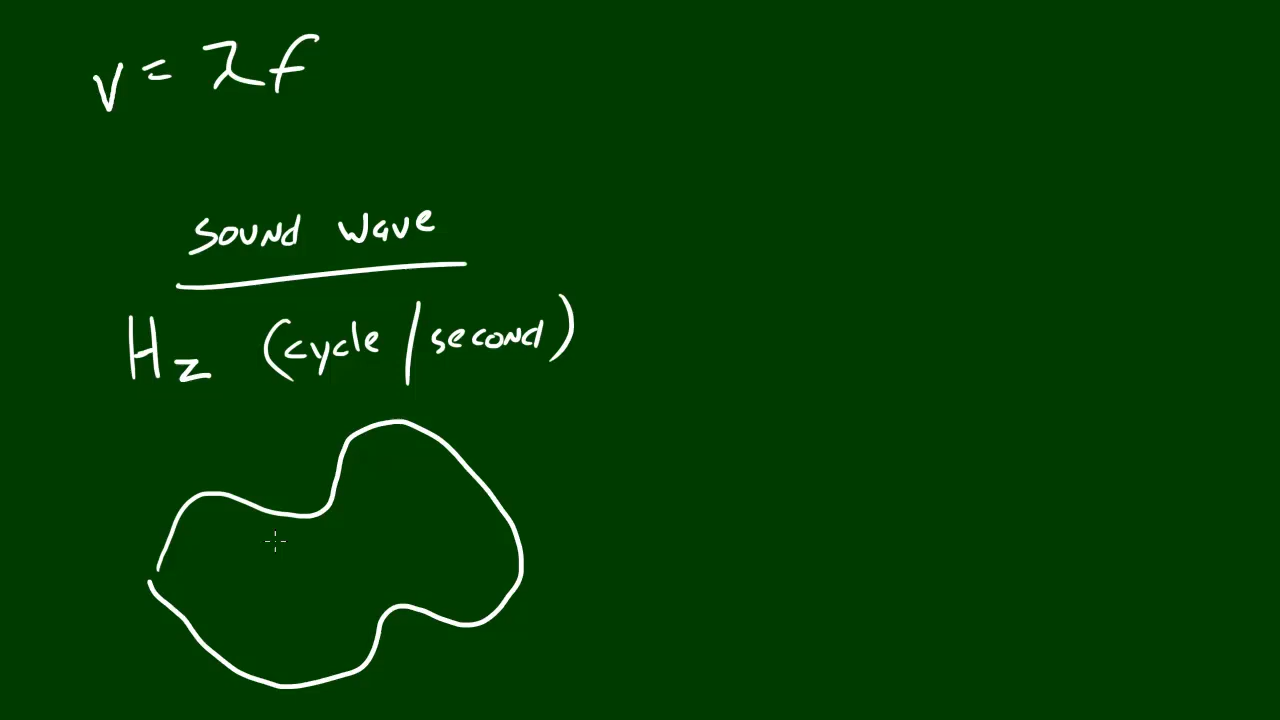 v = λf
sound wave
Hz (cycle/second)